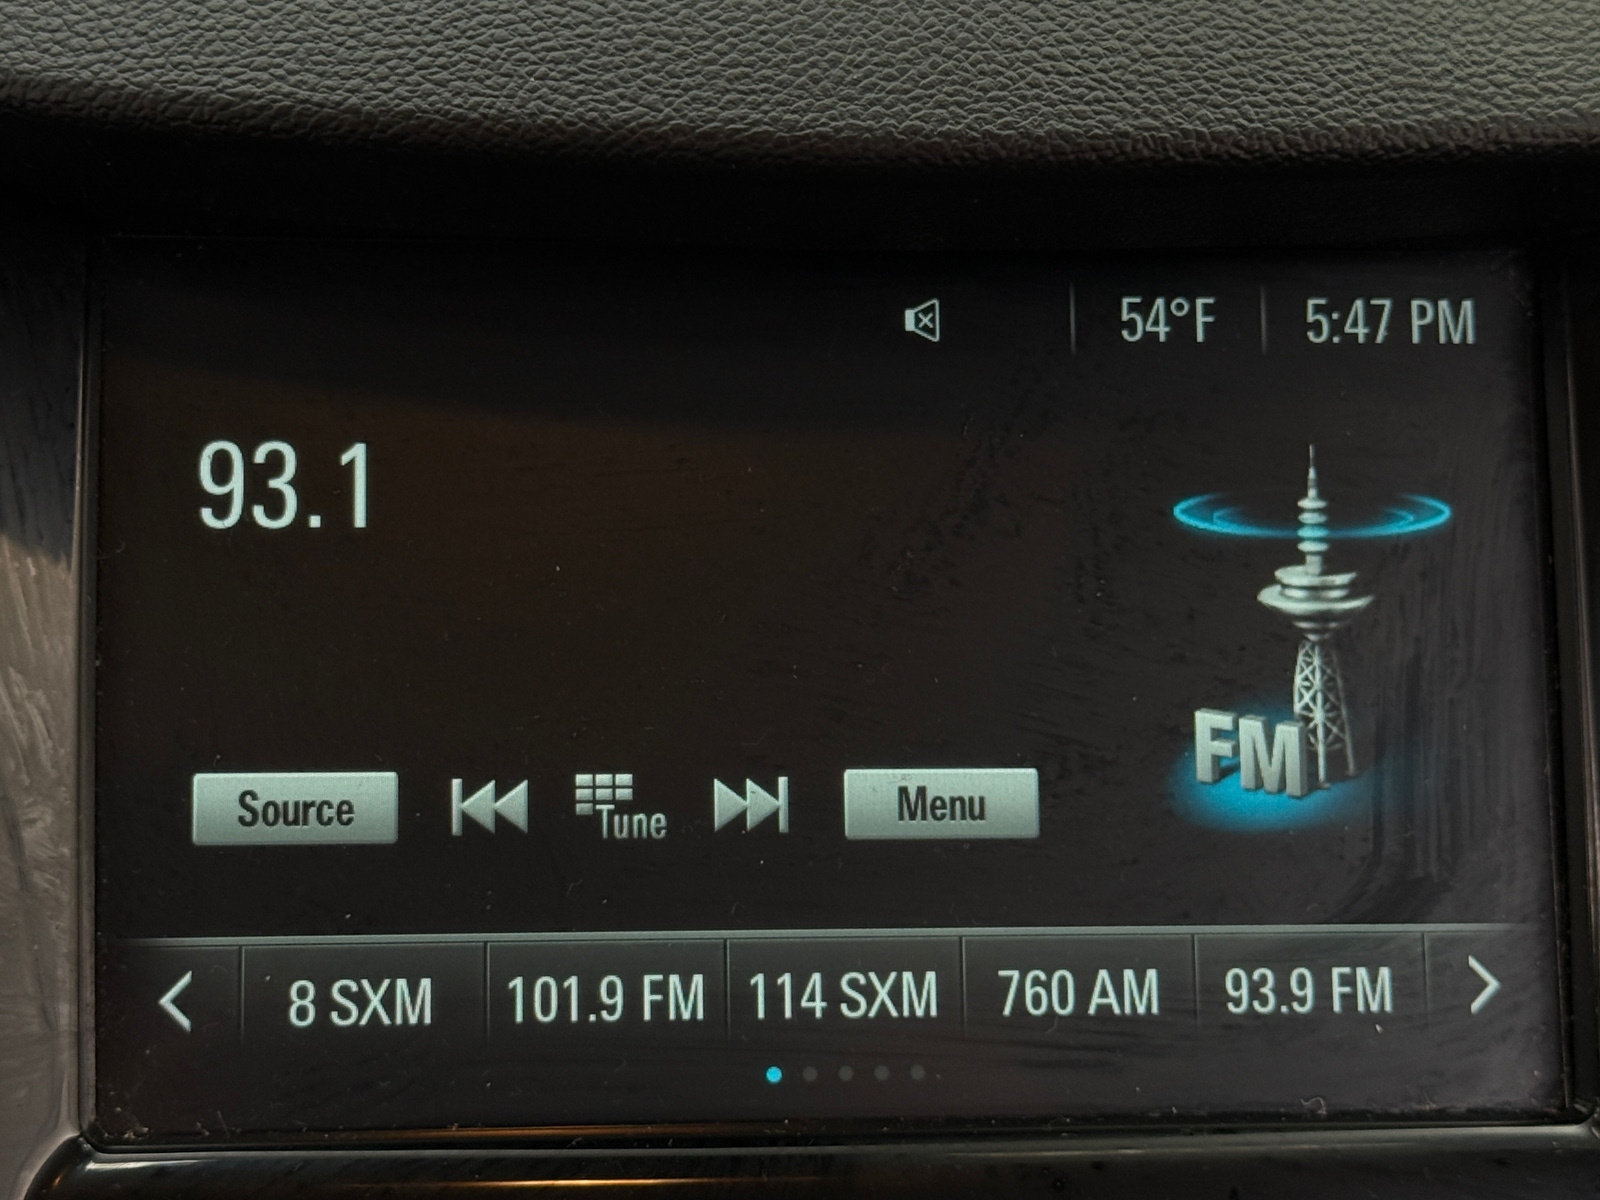 54°F 5:47 PM
93.1
FM
Source Tune Menu
8 SXM 101.9 FM 114 SXM 760 AM 93.9 FM